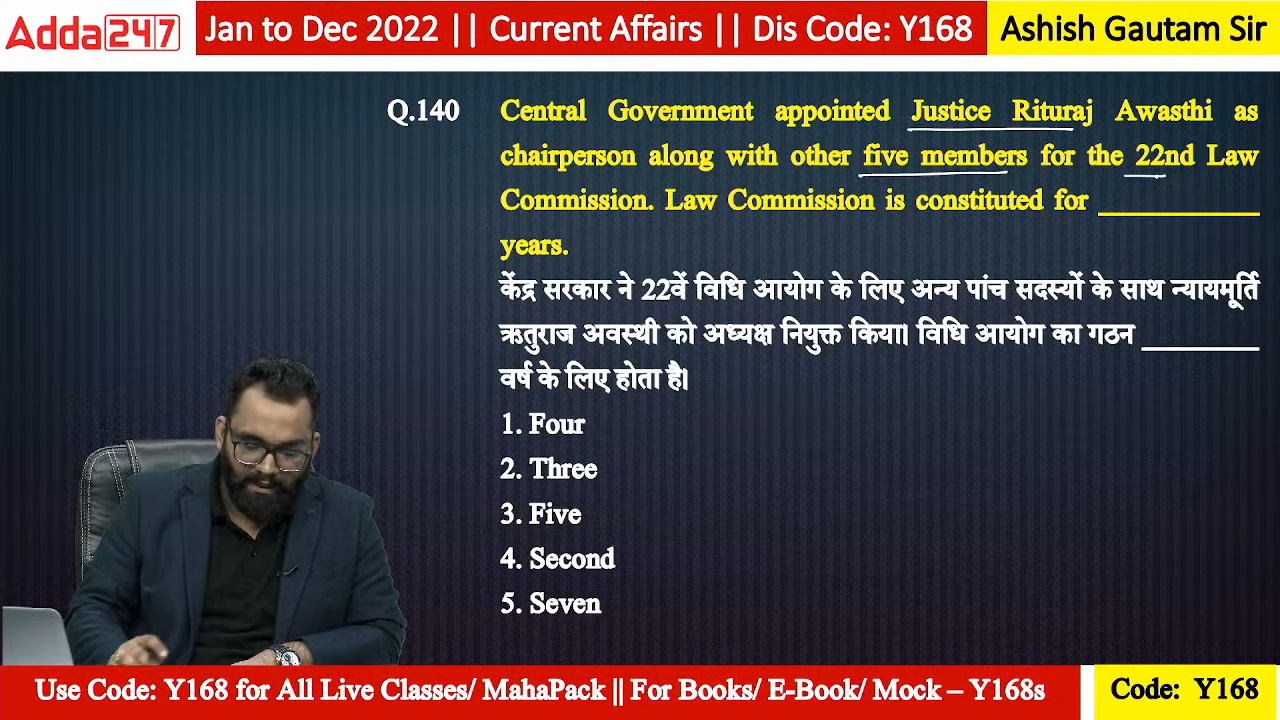 Adda247 Jan to Dec 2022 || Current Affairs || Dis Code: Y168 Ashish Gautam Sir
Q.140 Central Government appointed Justice Rituraj Awasthi as
chairperson along with other five members for the 22nd Law
Commission. Law Commission is constituted for ____________
years.
केंद्र सरकार ने 22वें विधि आयोग के लिए अन्य पांच सदस्यों के साथ न्यायमूर्ति
ऋतुराज अवस्थी को अध्यक्ष नियुक्त किया। विधि आयोग का गठन _________
वर्ष के लिए होता है।
1. Four
2. Three
3. Five
4. Second
5. Seven
Use Code: Y168 for All Live Classes/ MahaPack || For Books/ E-Book/ Mock – Y168s Code: Y168